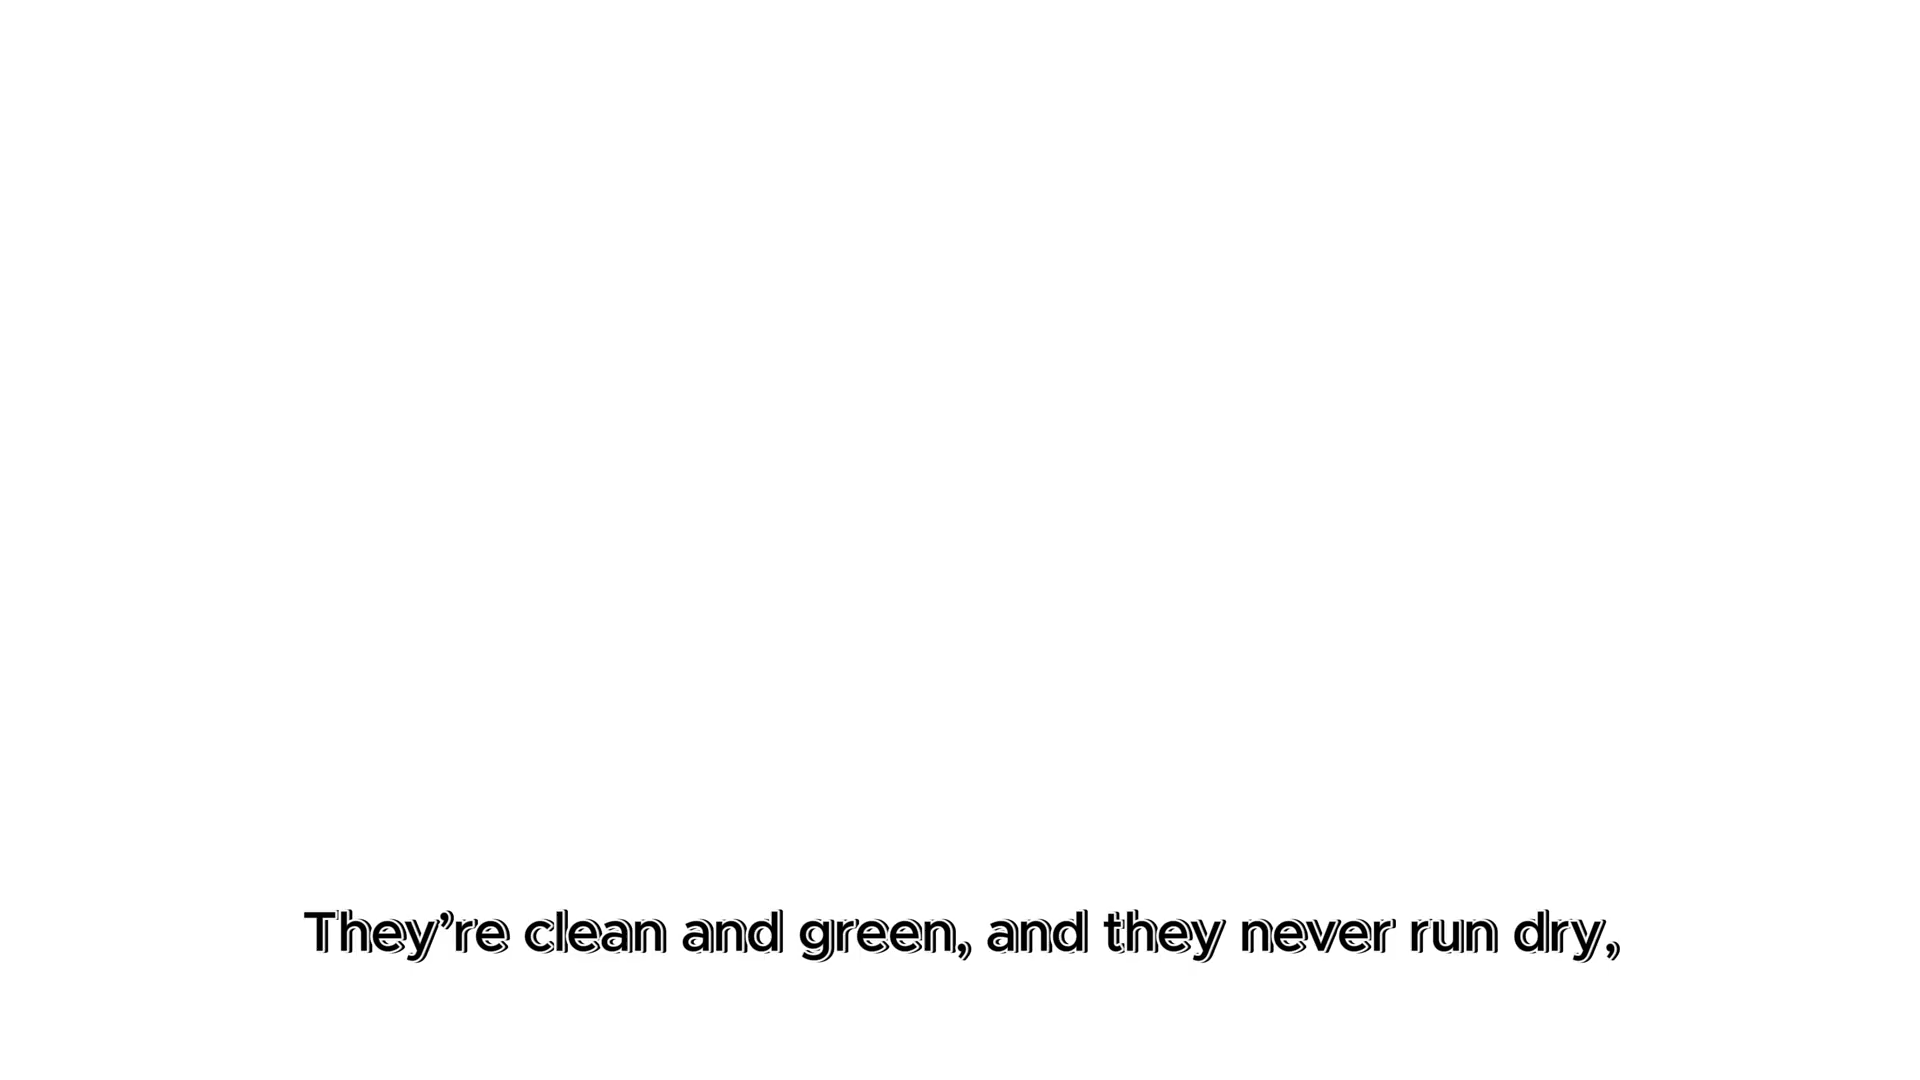 They’re clean and green, and they never run dry,